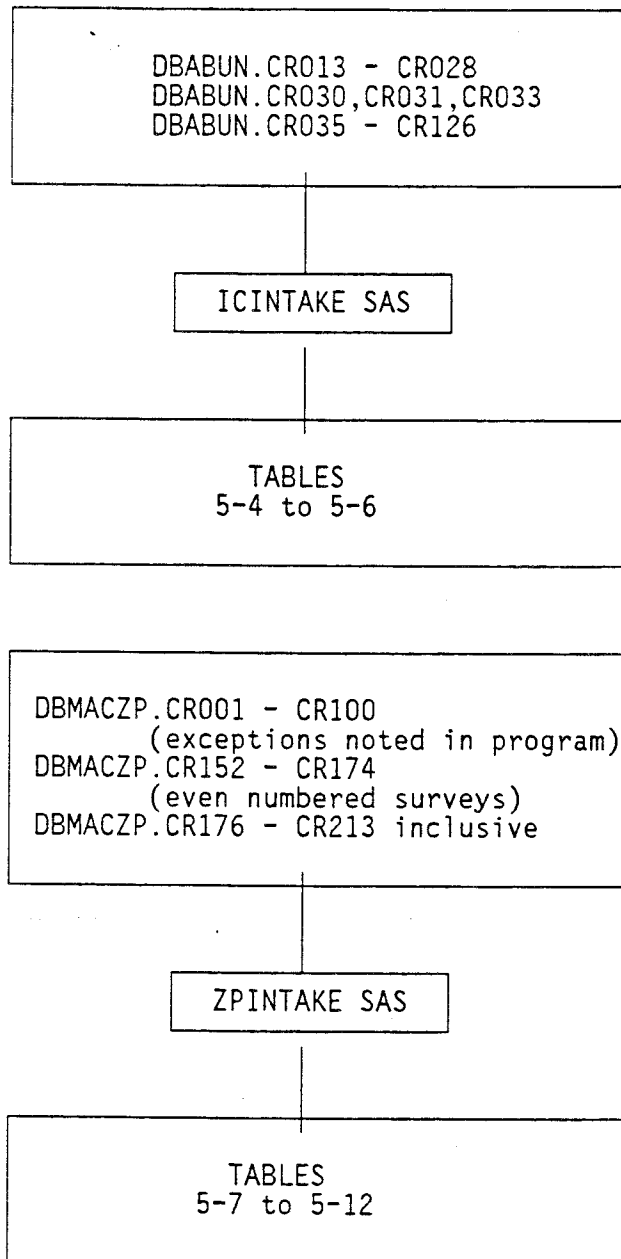 DBABUN.CR013 - CR028
DBABUN.CR030,CR031,CR033
DBABUN.CR035 - CR126
ICINTAKE SAS
TABLES
5-4 to 5-6
DBMACZP.CR001 - CR100
(exceptions noted in program)
DBMACZP.CR152 - CR174
(even numbered surveys)
DBMACZP.CR176 - CR213 inclusive
ZPINTAKE SAS
TABLES
5-7 to 5-12